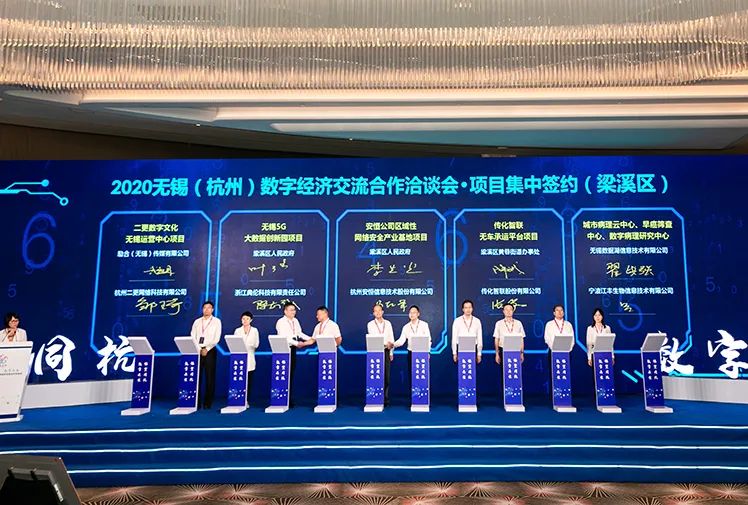 2020无锡（杭州）数字经济交流合作洽谈会·项目集中签约（梁溪区）
二更数字文化
无锡运营中心项目
励合（无锡）传媒有限公司
杭州二更网络科技有限公司
无锡5G
大数据创新园项目
梁溪区人民政府
浙江典伦科技有限责任公司
安恒公司区域性
网络安全产业基地项目
梁溪区人民政府
杭州安恒信息技术股份有限公司
传化智联
无车承运平台项目
梁溪区黄巷街道办事处
传化智联股份有限公司
城市病理云中心、早癌筛查
中心、数字病理研究中心
无锡数据湖信息技术有限公司
宁波江丰生物信息技术有限公司
同杭
数字